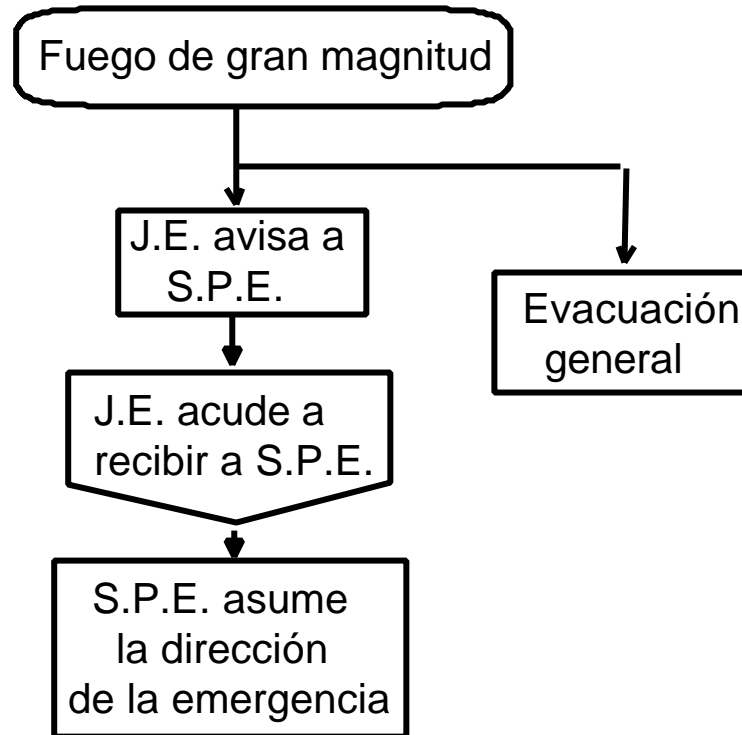 Fuego de gran magnitud
J.E. avisa a
S.P.E.
Evacuación
general
J.E. acude a
recibir a S.P.E.
S.P.E. asume
la dirección
de la emergencia